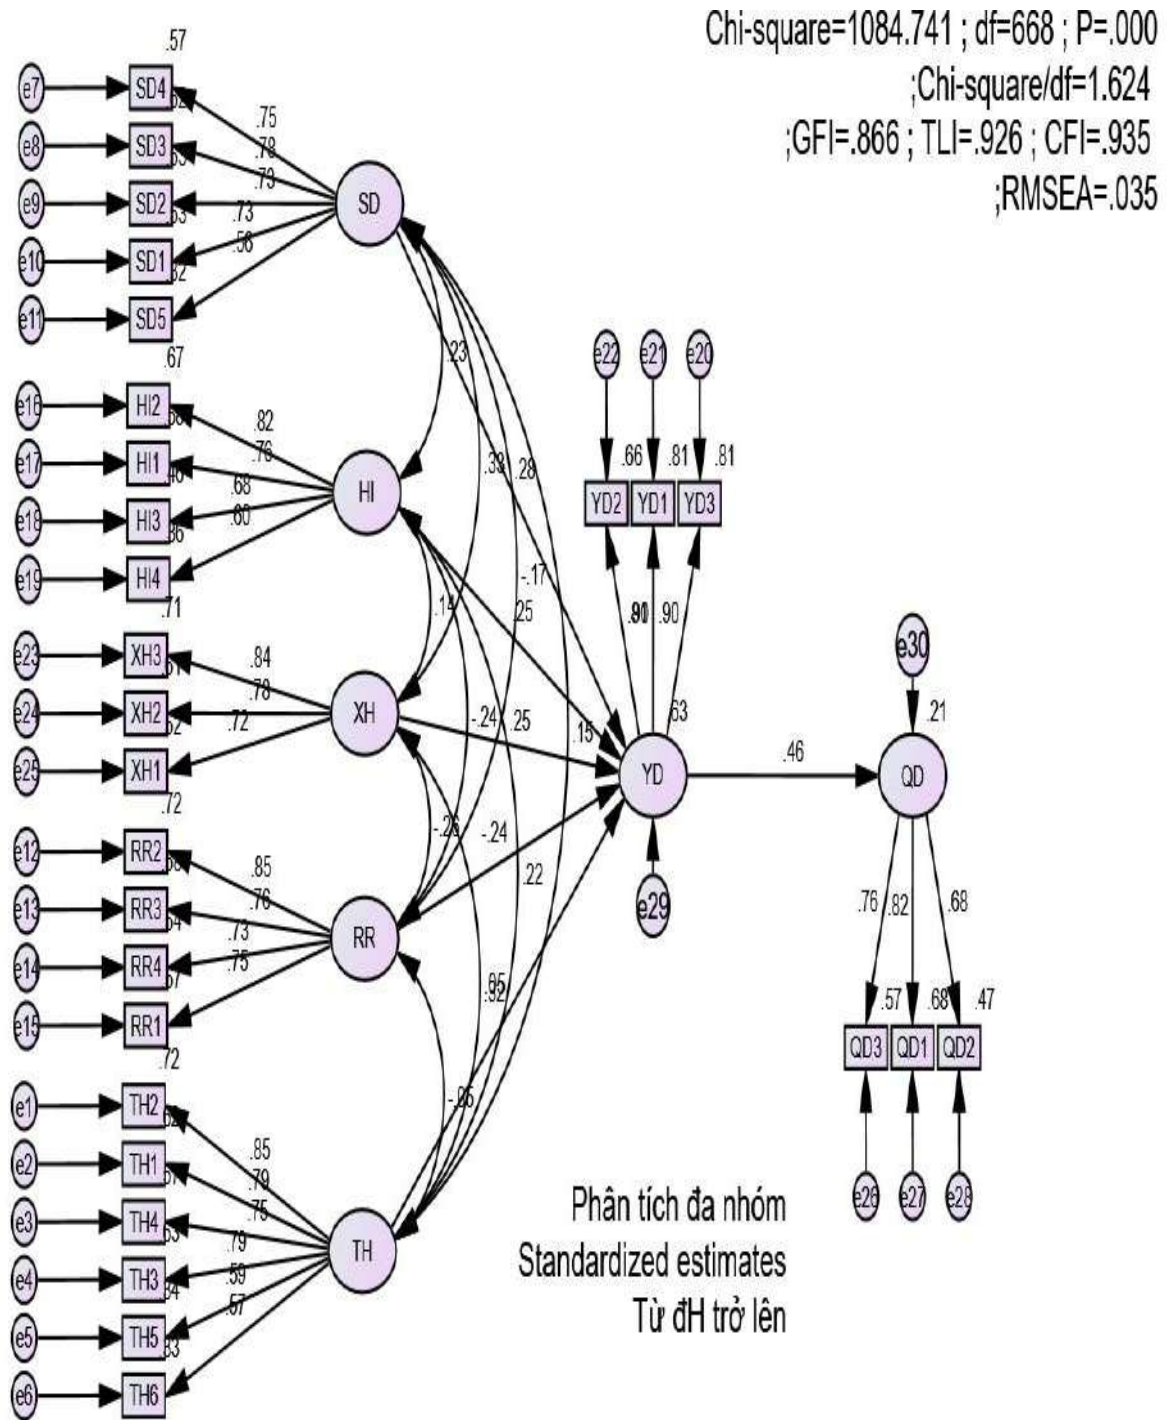 Chi-square=1084.741 ; df=668 ; P=.000
;Chi-square/df=1.624
;GFI=.866 ; TLI=.926 ; CFI=.935
;RMSEA=.035
.57
e7 SD4
.75
e8 SD3
.78
e9 SD2
.73
SD
e10 SD1
.73
e11 SD5
.23
.67
e16 HI2
.82
e17 HI1
.76
e18 HI3
.68
HI
e19 HI4
.60
.33
.28
-.17
.25
.14
.71
e23 XH3
.84
e24 XH2
.78
XH
e25 XH1
.72
-.24
.25
.15
.72
e12 RR2
.85
e13 RR3
.76
RR
e14 RR4
.73
e15 RR1
.75
-.26
-.24
.22
.72
e1 TH2
.85
e2 TH1
.79
e3 TH4
.75
TH
e4 TH3
.79
e5 TH5
.59
e6 TH6
.57
e22 e21 e20
.66 .81 .81
YD2 YD1 YD3
.90
.63
YD
e29
.46
e30
.21
QD
.76 .82 .68
.57 .68 .47
QD3 QD1 QD2
e26 e27 e28
Phân tích đa nhóm
Standardized estimates
Từ đH trở lên